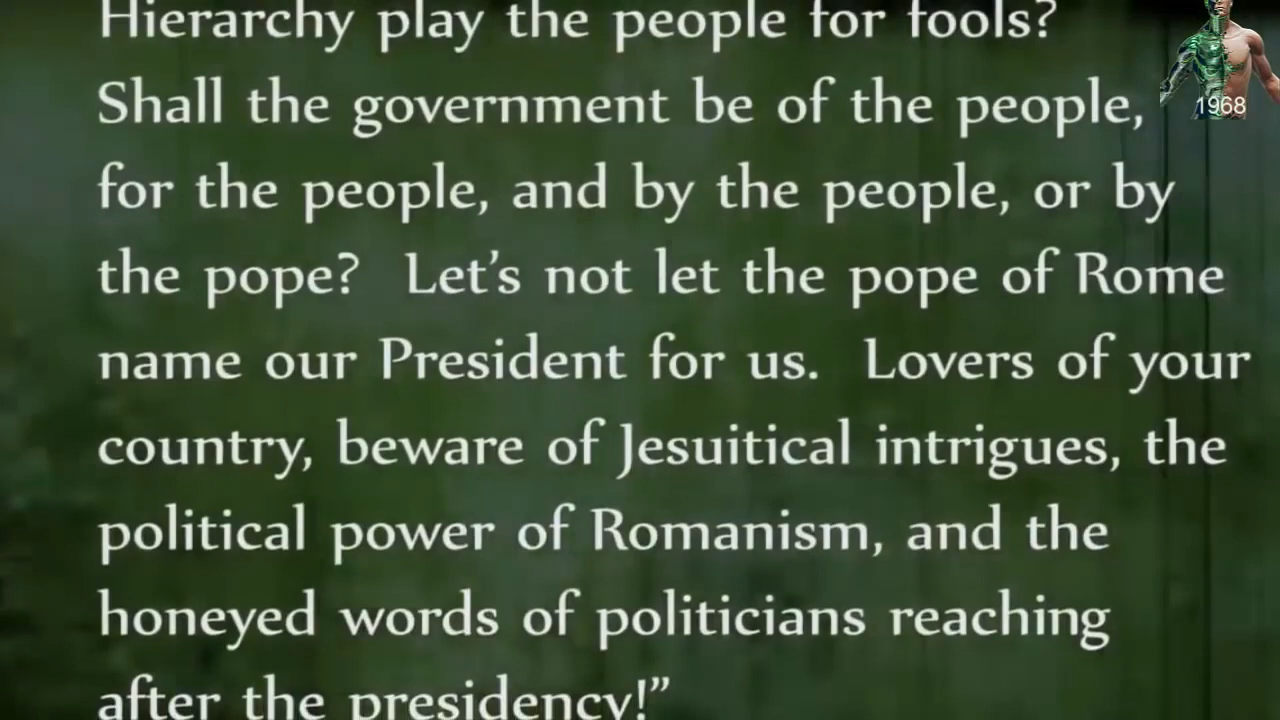 Hierarchy play the people for fools?
Shall the government be of the people,
for the people, and by the people, or by
the pope? Let’s not let the pope of Rome
name our President for us. Lovers of your
country, beware of Jesuitical intrigues, the
political power of Romanism, and the
honeyed words of politicians reaching
after the presidency!”
1968